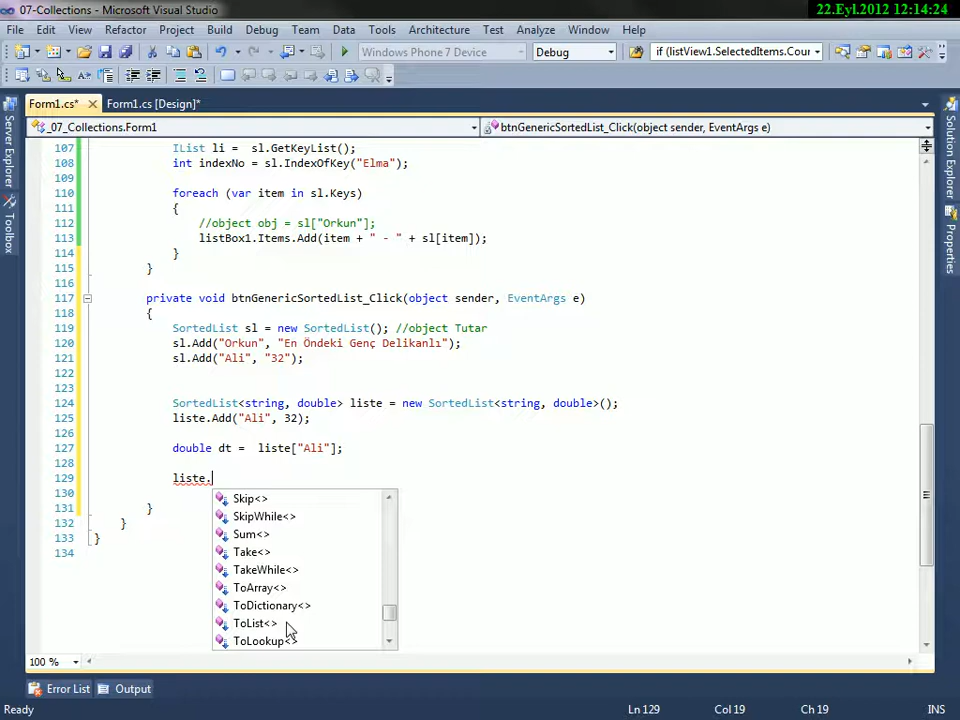 07-Collections - Microsoft Visual Studio
22.Eyl.2012 12:14:24
File Edit View Refactor Project Build Debug Team Data Tools Architecture Test Analyze Window Help
Windows Phone 7 Device Debug if (listView1.SelectedItems.Cour
Form1.cs* Form1.cs [Design]*
_07_Collections.Form1 btnGenericSortedList_Click(object sender, EventArgs e)
Server Explorer
Toolbox
Solution Explorer
Properties
107 IList li = sl.GetKeyList();
108 int indexNo = sl.IndexOfKey("Elma");
109
110 foreach (var item in sl.Keys)
111 {
112 //object obj = sl["Orkun"];
113 listBox1.Items.Add(item + " - " + sl[item]);
114 }
115 }
116
117 private void btnGenericSortedList_Click(object sender, EventArgs e)
118 {
119 SortedList sl = new SortedList(); //object Tutar
120 sl.Add("Orkun", "En Öndeki Genç Delikanlı");
121 sl.Add("Ali", "32");
122
123
124 SortedList<string, double> liste = new SortedList<string, double>();
125 liste.Add("Ali", 32);
126
127 double dt = liste["Ali"];
128
129 liste.
130
131 }
132 }
133 }
134
Skip<>
SkipWhile<>
Sum<>
Take<>
TakeWhile<>
ToArray<>
ToDictionary<>
ToList<>
ToLookup<>
100 %
Error List Output
Ready Ln 129 Col 19 Ch 19 INS